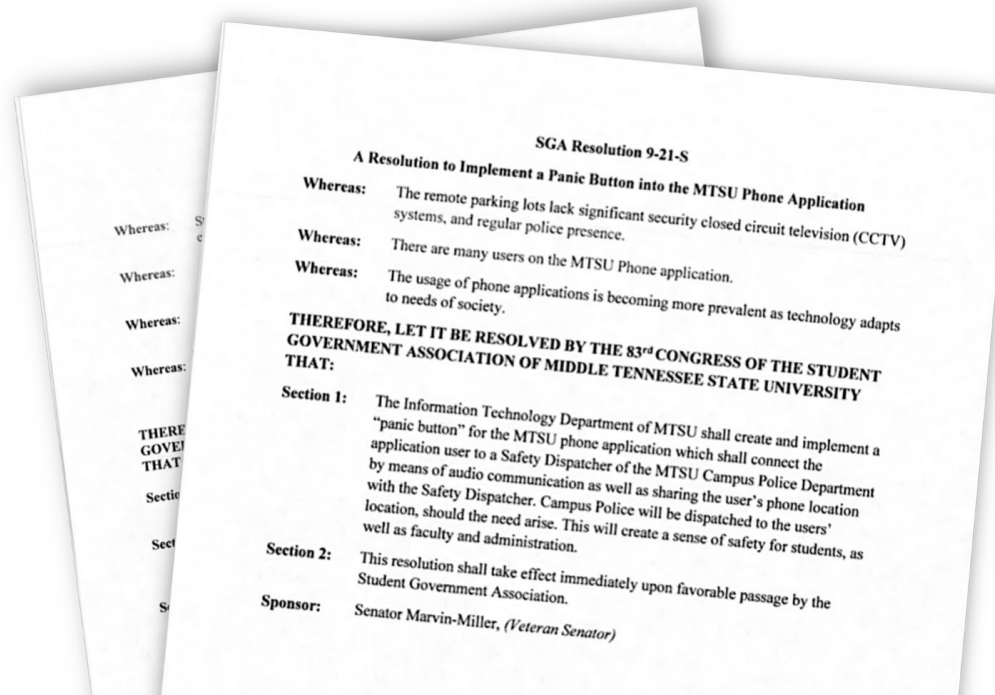 SGA Resolution 9-21-S
A Resolution to Implement a Panic Button into the MTSU Phone Application
Whereas: The remote parking lots lack significant security closed circuit television (CCTV)
systems, and regular police presence.
Whereas: There are many users on the MTSU Phone application.
Whereas: The usage of phone applications is becoming more prevalent as technology adapts
to needs of society.
THEREFORE, LET IT BE RESOLVED BY THE 83rd CONGRESS OF THE STUDENT
GOVERNMENT ASSOCIATION OF MIDDLE TENNESSEE STATE UNIVERSITY
THAT:
Section 1: The Information Technology Department of MTSU shall create and implement a
“panic button” for the MTSU phone application which shall connect the
application user to a Safety Dispatcher of the MTSU Campus Police Department
by means of audio communication as well as sharing the user’s phone location
with the Safety Dispatcher. Campus Police will be dispatched to the users’
location, should the need arise. This will create a sense of safety for students, as
well as faculty and administration.
Section 2: This resolution shall take effect immediately upon favorable passage by the
Student Government Association.
Sponsor: Senator Marvin-Miller, (Veteran Senator)
Whereas:
Whereas:
Whereas:
Whereas:
THERE
GOVE
THAT
Sectio
Sect
S